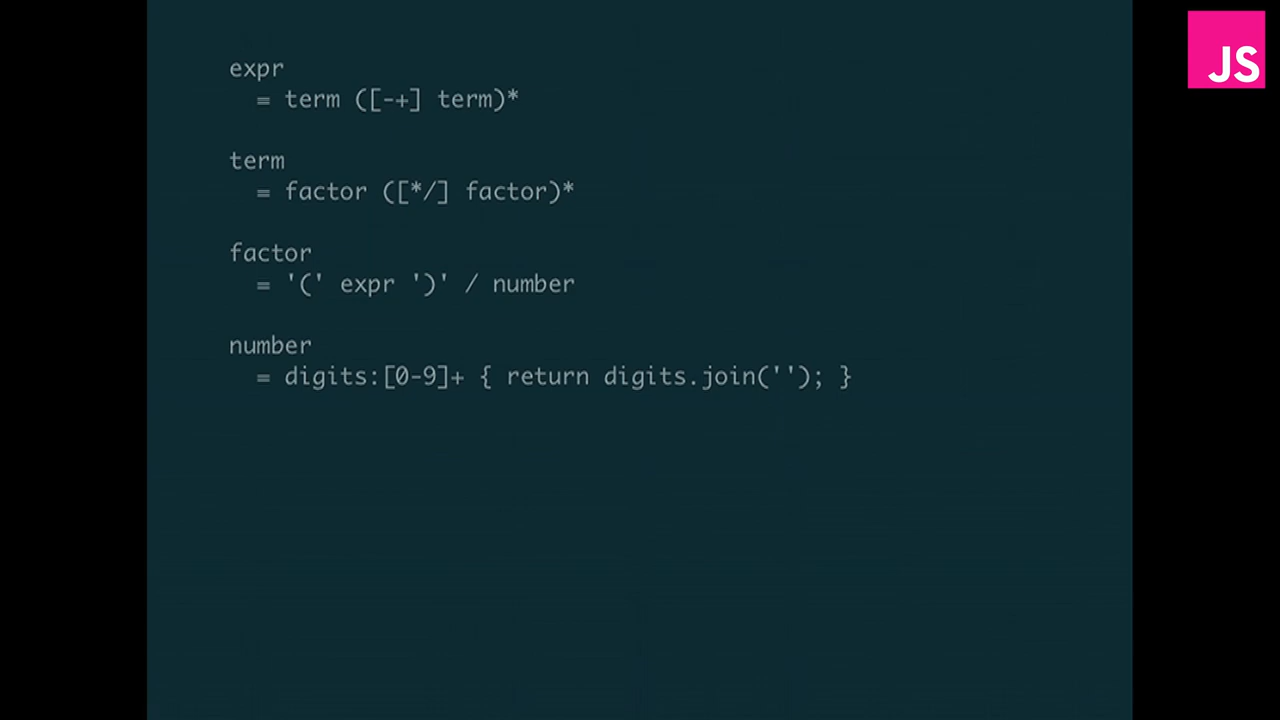 JS
expr
  = term ([-+] term)*
term
  = factor ([*/] factor)*
factor
  = '(' expr ')' / number
number
  = digits:[0-9]+ { return digits.join(''); }